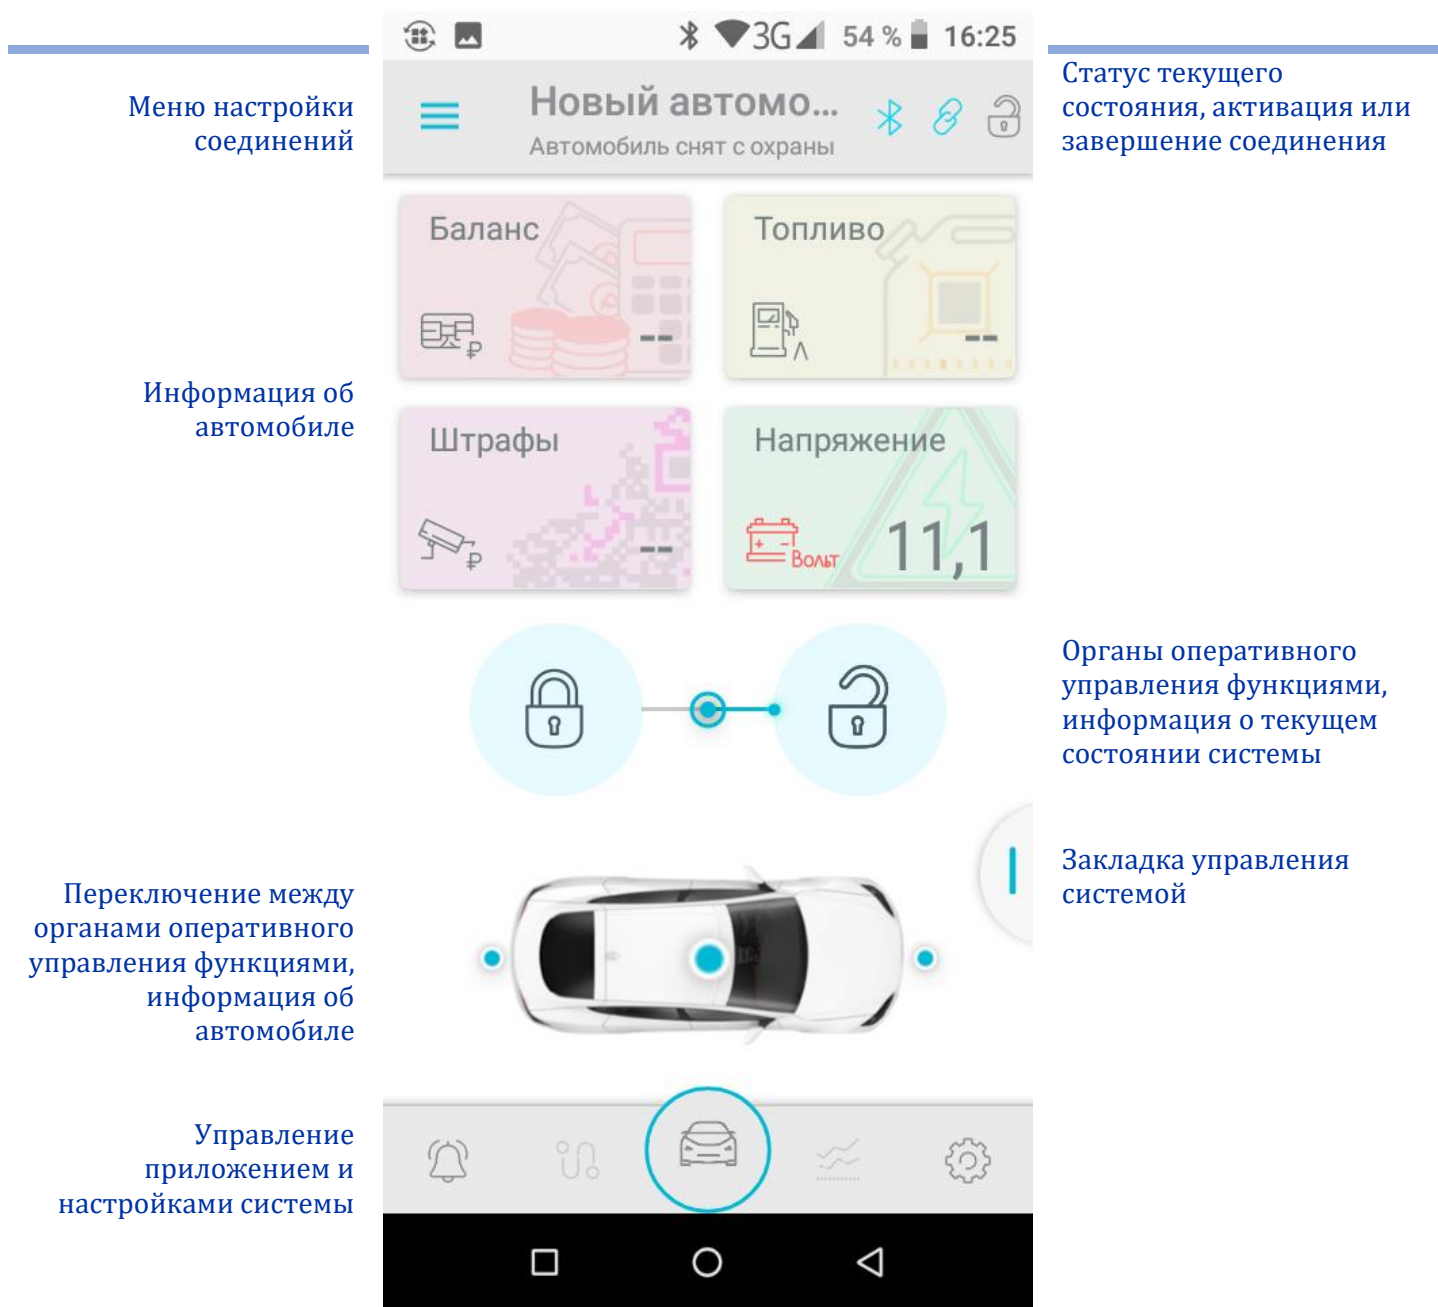 3G 54 % 16:25
Меню настройки
соединений
Новый автомо...
Автомобиль снят с охраны
Статус текущего
состояния, активация или
завершение соединения
Баланс
₽
--
Топливо
Л
--
Информация об
автомобиле
Штрафы
₽
--
Напряжение
+ -
Вольт
11,1
Органы оперативного
управления функциями,
информация о текущем
состоянии системы
Закладка управления
системой
Переключение между
органами оперативного
управления функциями,
информация об
автомобиле
Управление
приложением и
настройками системы